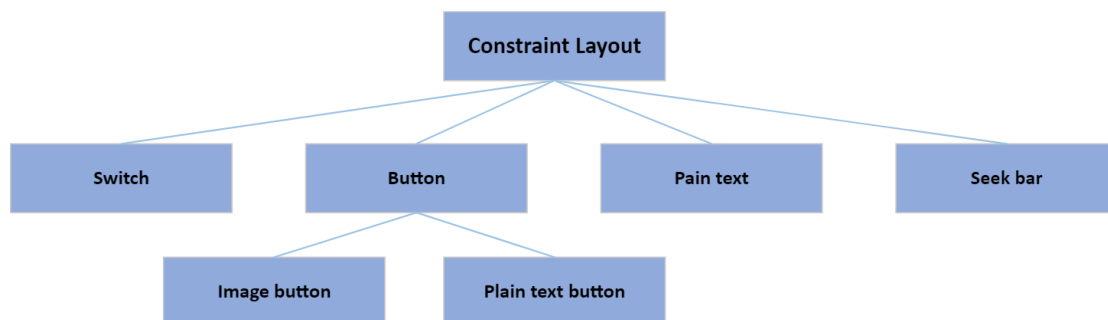 Constraint Layout
Switch
Button
Pain text
Seek bar
Image button
Plain text button